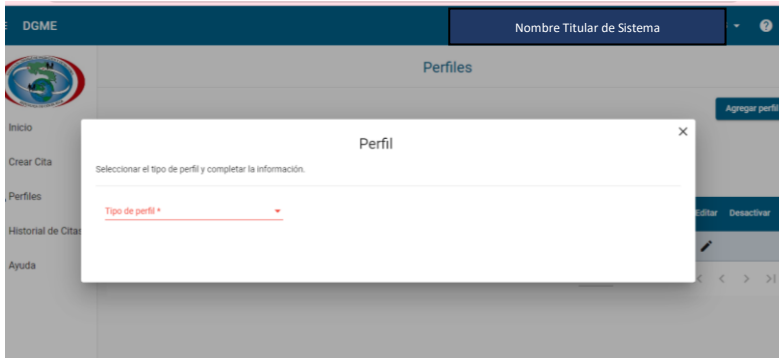 DGME
Nombre Titular de Sistema
Perfiles
Agregar perfil
Inicio
Crear Cita
Perfiles
Historial de Citas
Ayuda
Perfil
Seleccionar el tipo de perfil y completar la información.
Tipo de perfil *
Editar Desactivar